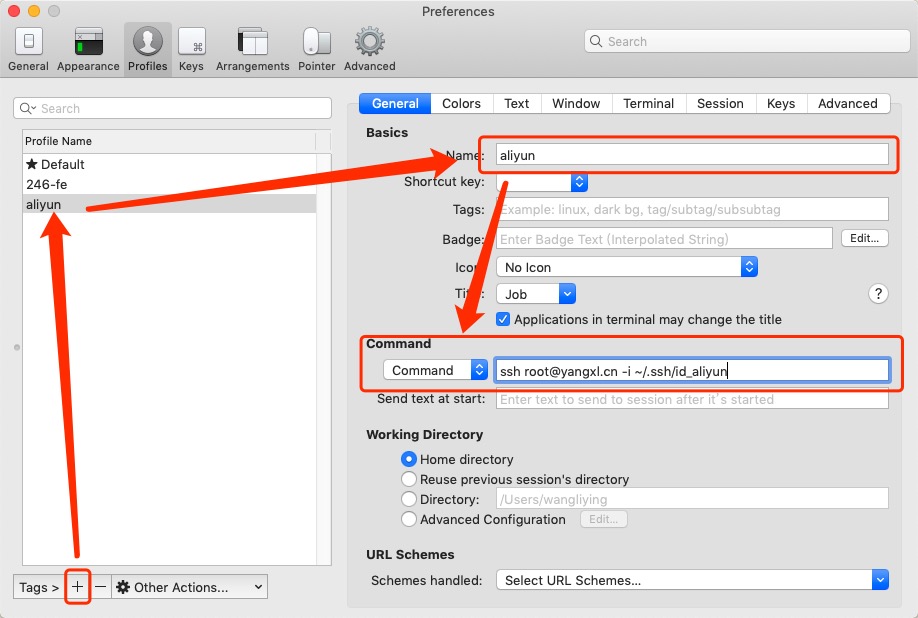 Preferences
General Appearance Profiles Keys Arrangements Pointer Advanced
Search
Search
Profile Name
★ Default
246-fe
aliyun
Tags > + − Other Actions...
General Colors Text Window Terminal Session Keys Advanced
Basics
Name: aliyun
Shortcut key:
Tags: Example: linux, dark bg, tag/subtag/subsubtag
Badge: Enter Badge Text (Interpolated String) Edit...
No Icon
Job ?
Applications in terminal may change the title
Command
Command ssh root@yangxl.cn -i ~/.ssh/id_aliyun
Send text at start: Enter text to send to session after it's started
Working Directory
Home directory
Reuse previous session's directory
Directory: /Users/wangliying
Advanced Configuration Edit...
URL Schemes
Schemes handled: Select URL Schemes...